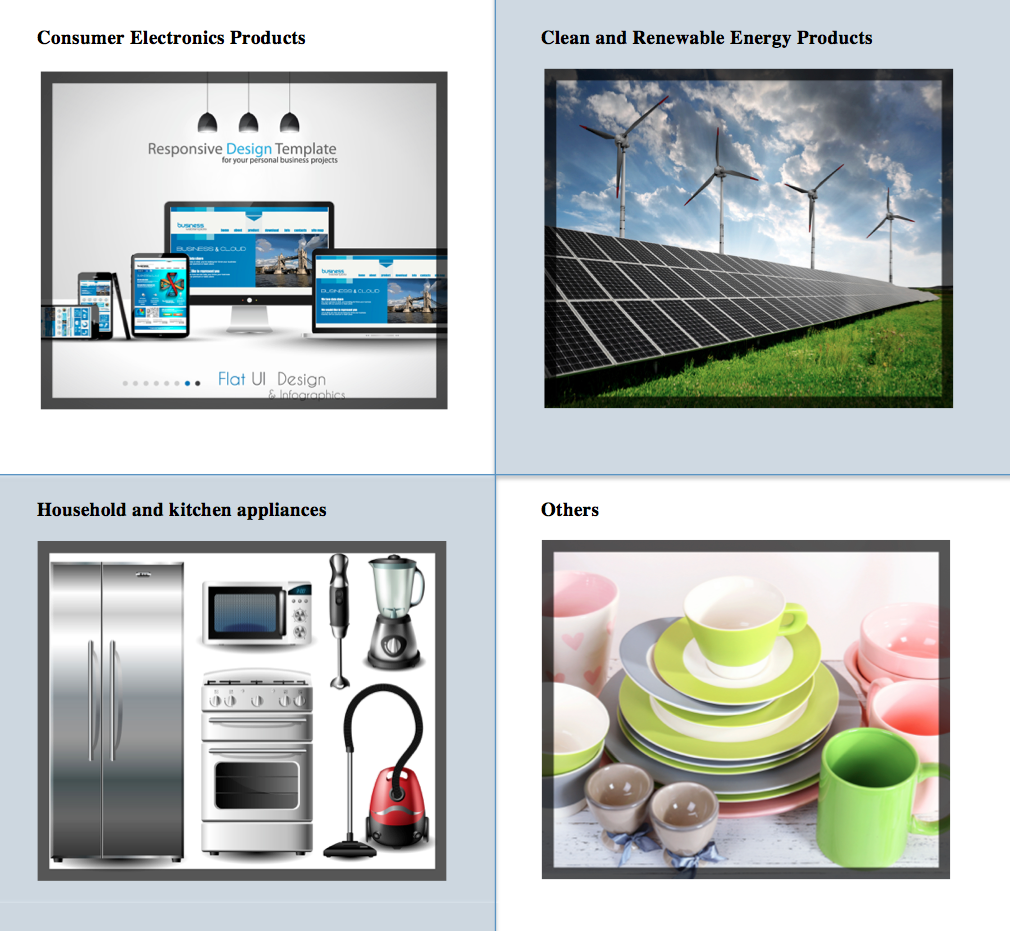 Consumer Electronics Products
Clean and Renewable Energy Products
Responsive Design Template
for your personal business projects
business
BUSINESS & CLOUD
business
BUSINESS & CLOUD
Flat UI Design
& Infographics
Household and kitchen appliances
Others